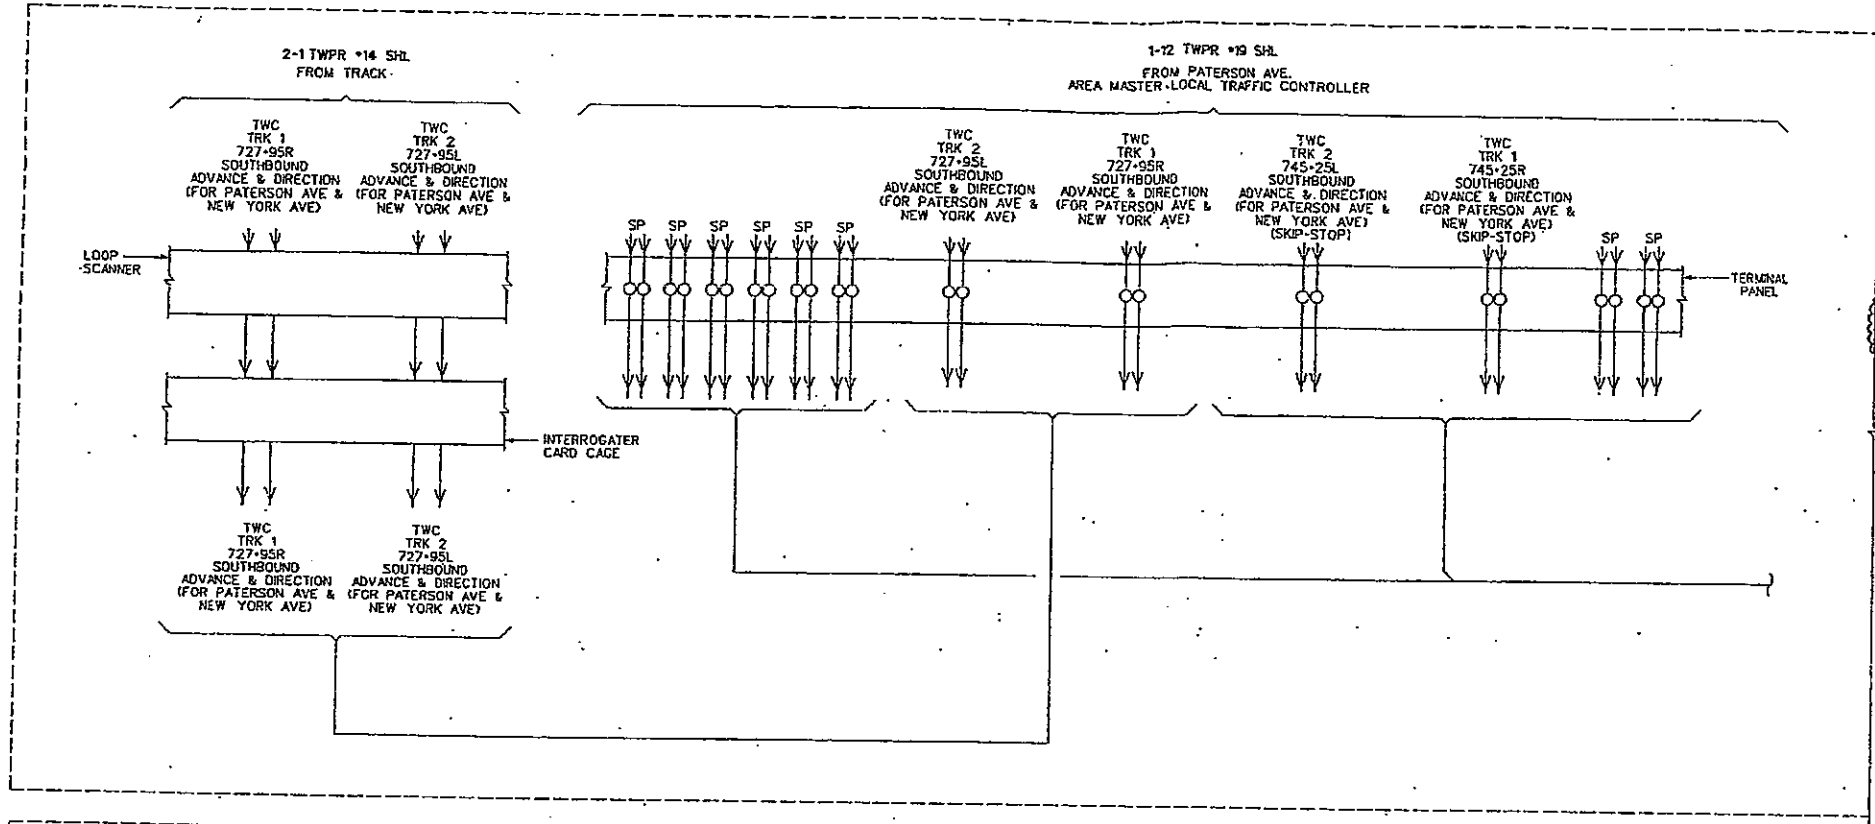 2-1 TWPR #14 SHL
FROM TRACK
1-12 TWPR #19 SHL
FROM PATERSON AVE.
AREA MASTER-LOCAL TRAFFIC CONTROLLER
TWC
TRK 1
727+95R
SOUTHBOUND
ADVANCE & DIRECTION
(FOR PATERSON AVE &
NEW YORK AVE)
TWC
TRK 2
727+95L
SOUTHBOUND
ADVANCE & DIRECTION
(FOR PATERSON AVE &
NEW YORK AVE)
SP
SP
SP
SP
SP
SP
TWC
TRK 2
727+95L
SOUTHBOUND
ADVANCE & DIRECTION
(FOR PATERSON AVE &
NEW YORK AVE)
TWC
TRK 1
727+95R
SOUTHBOUND
ADVANCE & DIRECTION
(FOR PATERSON AVE &
NEW YORK AVE)
TWC
TRK 2
745+25L
SOUTHBOUND
ADVANCE & DIRECTION
(FOR PATERSON AVE &
NEW YORK AVE)
(SKIP-STOP)
TWC
TRK 1
745+25R
SOUTHBOUND
ADVANCE & DIRECTION
(FOR PATERSON AVE &
NEW YORK AVE)
(SKIP-STOP)
SP
SP
LOOP
SCANNER
TERMINAL
PANEL
INTERROGATER
CARD CAGE
TWC
TRK 1
727+95R
SOUTHBOUND
ADVANCE & DIRECTION
(FOR PATERSON AVE &
NEW YORK AVE)
TWC
TRK 2
727+95L
SOUTHBOUND
ADVANCE & DIRECTION
(FOR PATERSON AVE &
NEW YORK AVE)